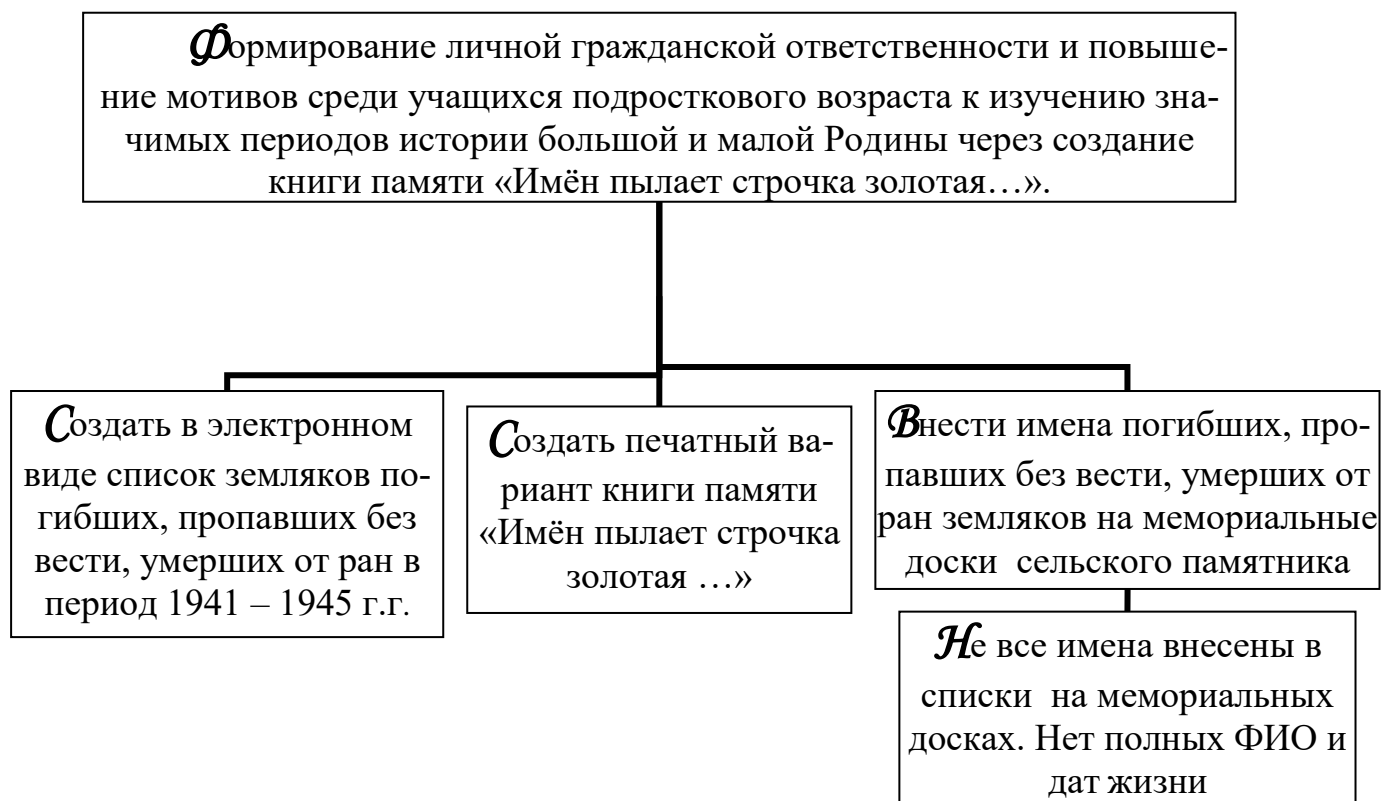 Формирование личной гражданской ответственности и повыше-
ние мотивов среди учащихся подросткового возраста к изучению зна-
чимых периодов истории большой и малой Родины через создание
книги памяти «Имён пылает строчка золотая…».
Создать в электронном
виде список земляков по-
гибших, пропавших без
вести, умерших от ран в
период 1941 – 1945 г.г.
Создать печатный ва-
риант книги памяти
«Имён пылает строчка
золотая …»
Внести имена погибших, про-
павших без вести, умерших от
ран земляков на мемориальные
доски сельского памятника
Не все имена внесены в
списки на мемориальных
досках. Нет полных ФИО и
дат жизни